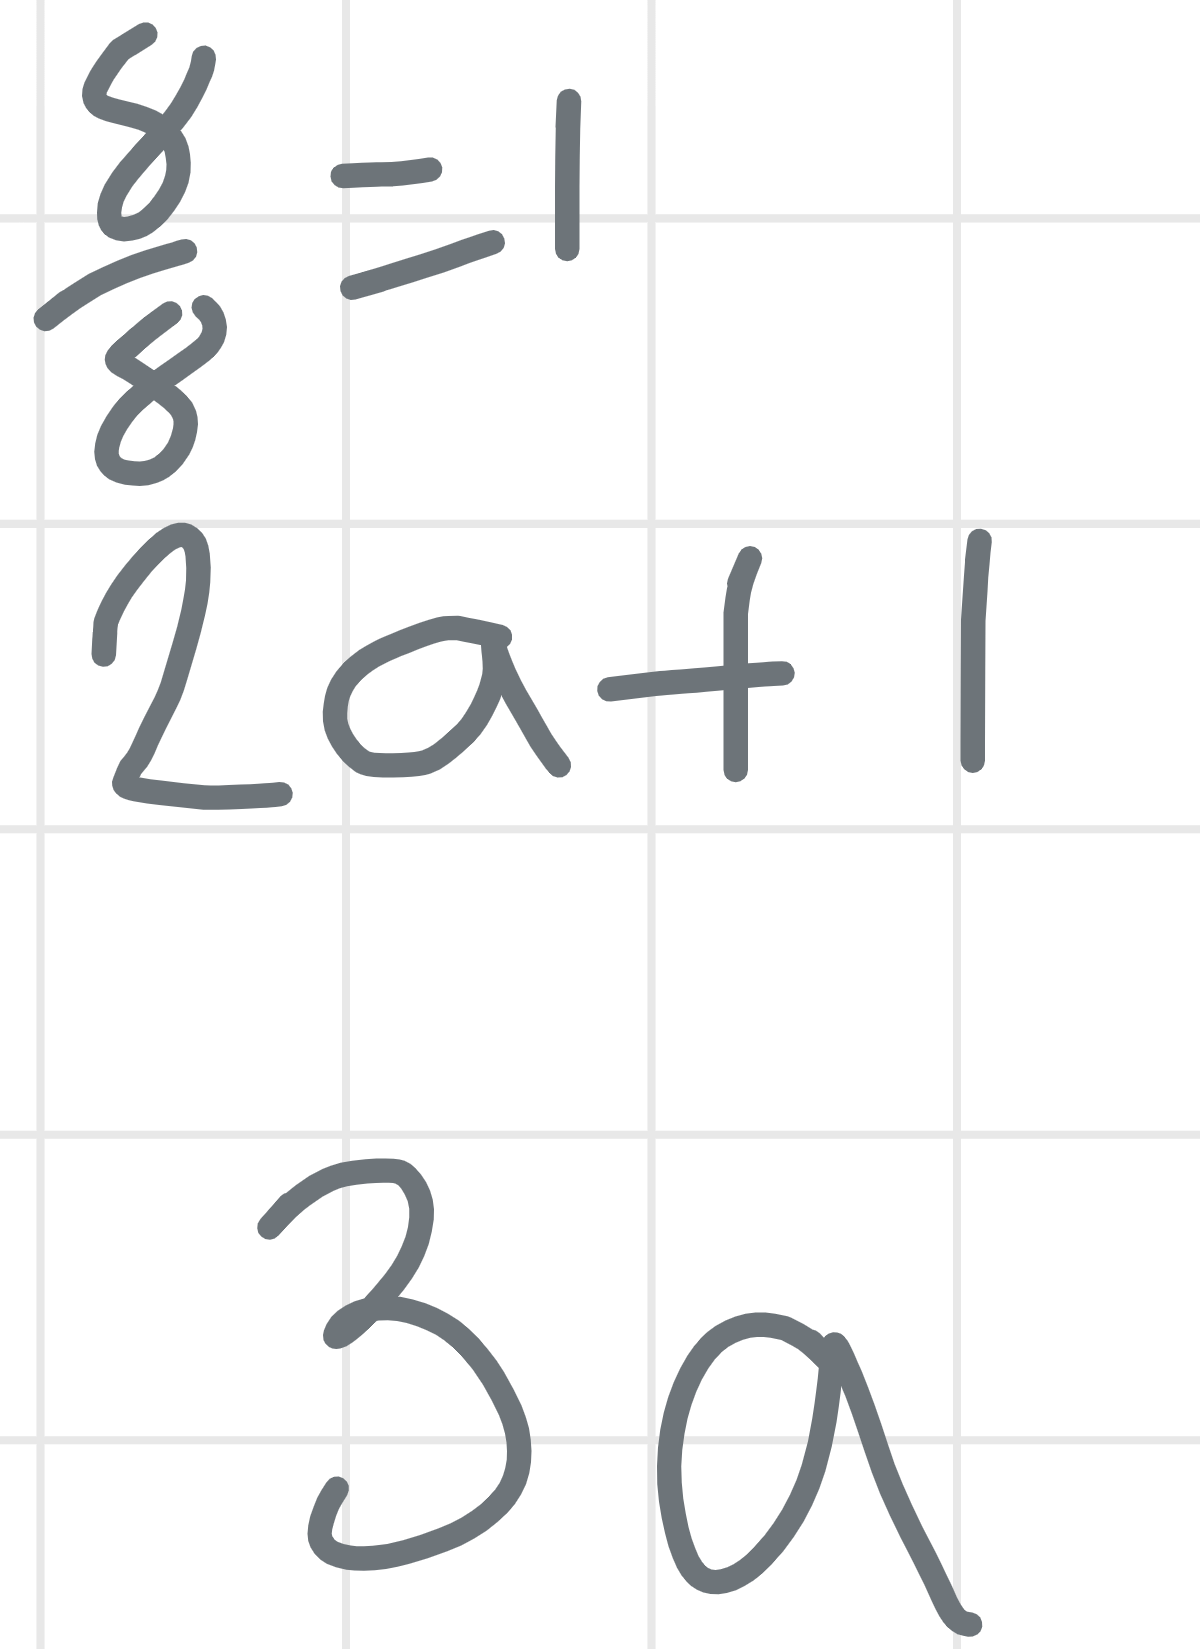 8/8 = 1
2a + 1
3a